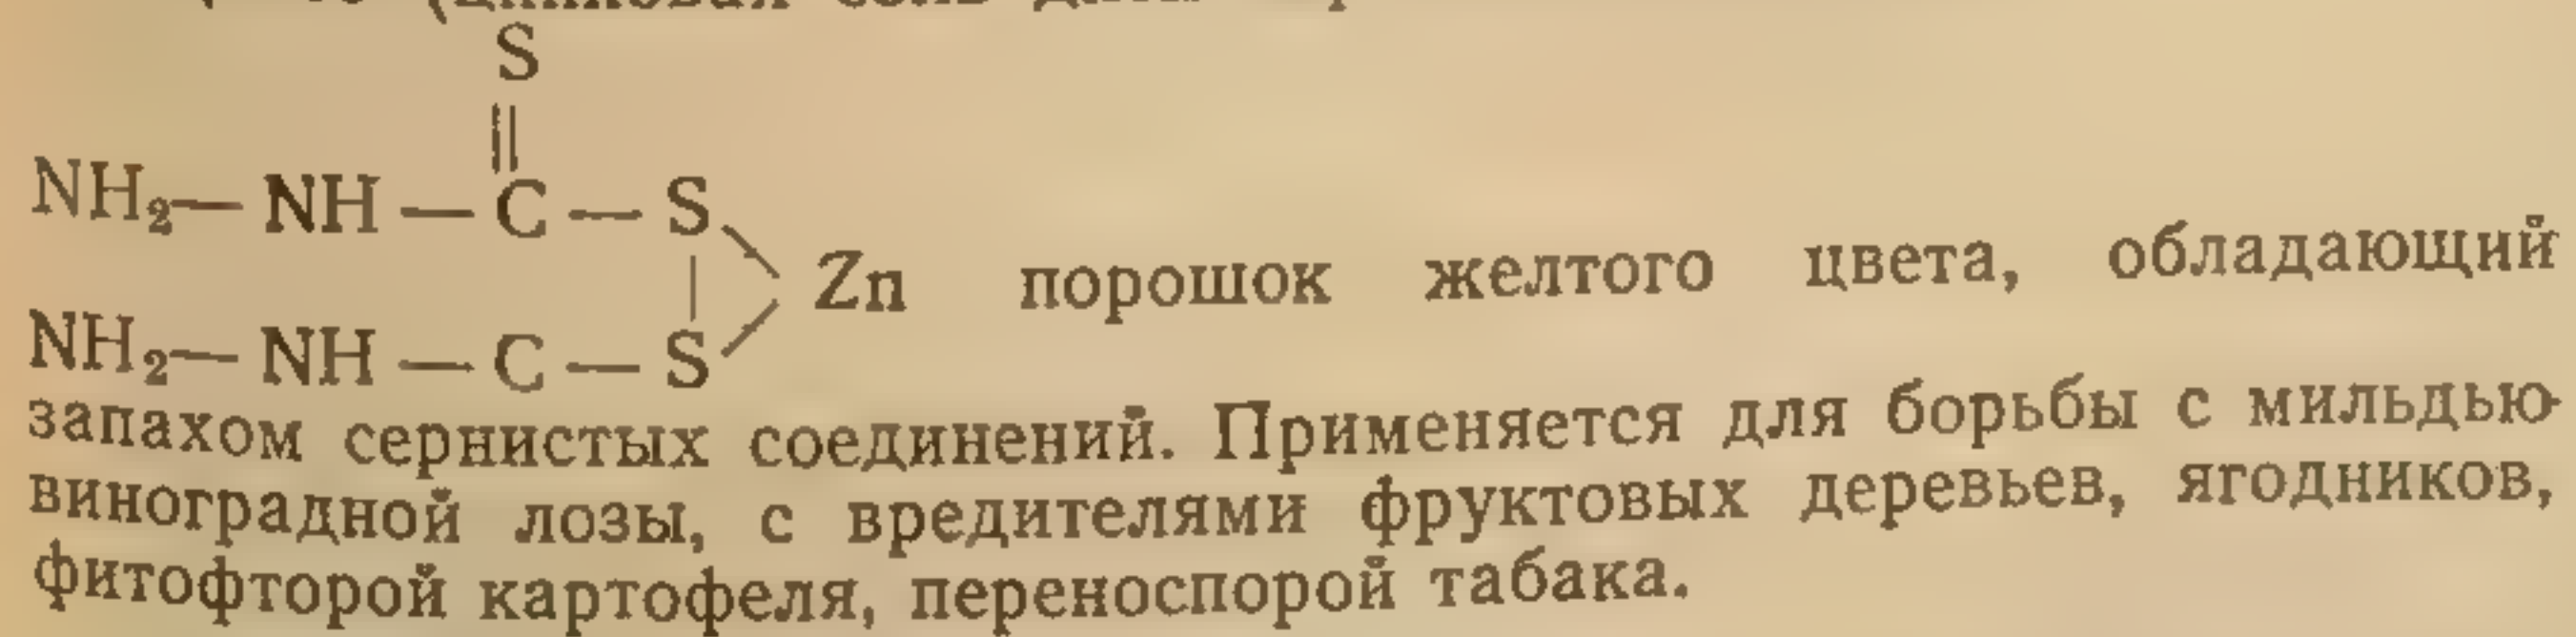 S
||
NH₂— NH — C — S
Zn порошок желтого цвета, обладающий
NH₂— NH — C — S
запахом сернистых соединений. Применяется для борьбы с мильдью
виноградной лозы, с вредителями фруктовых деревьев, ягодников,
фитофторой картофеля, переноспорой табака.